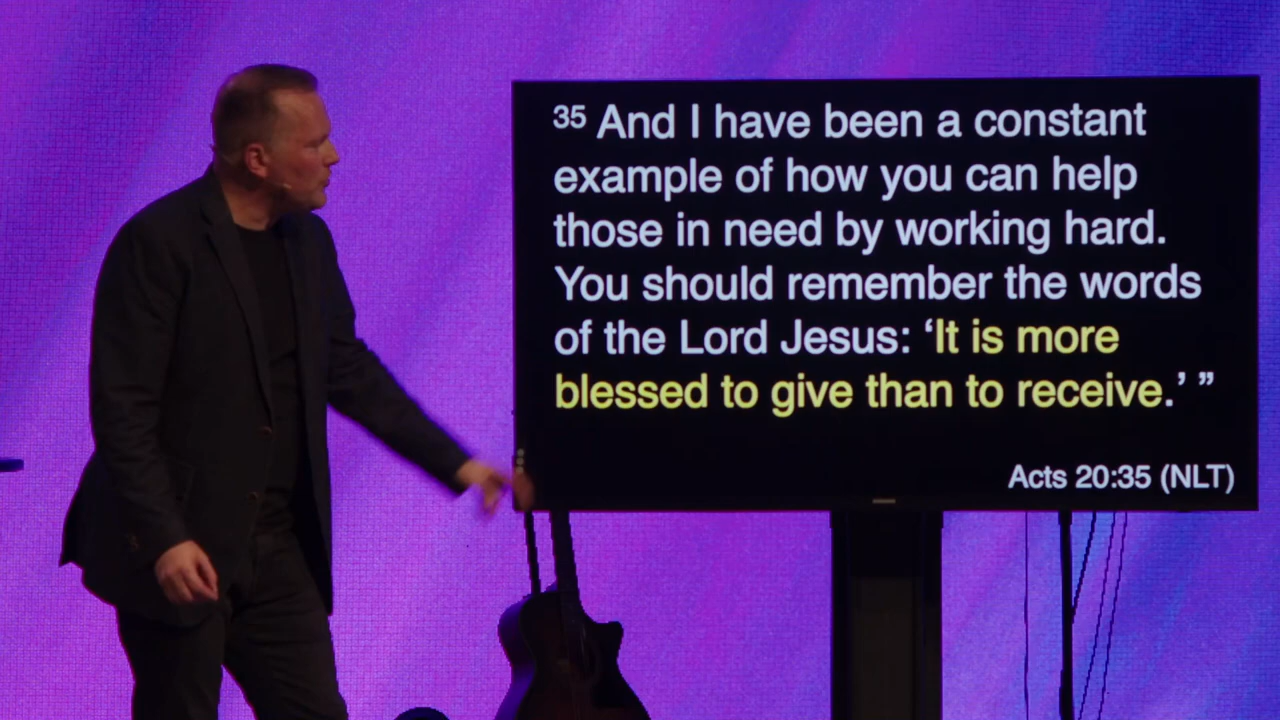 35 And I have been a constant
example of how you can help
those in need by working hard.
You should remember the words
of the Lord Jesus: ‘It is more
blessed to give than to receive.’ ”
Acts 20:35 (NLT)